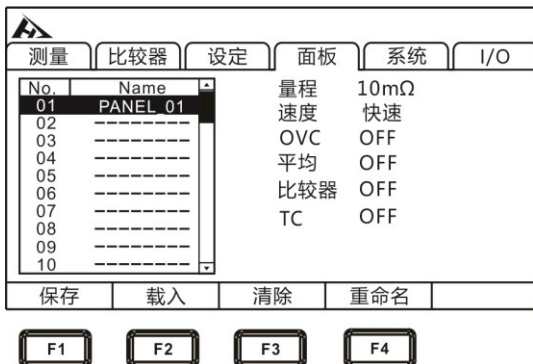 测量 比较器 设定 面板 系统 I/O
No. Name
01 PANEL_01
02 --------
03 --------
04 --------
05 --------
06 --------
07 --------
08 --------
09 --------
10 --------
量程 10mΩ
速度 快速
OVC OFF
平均 OFF
比较器 OFF
TC OFF
保存 载入 清除 重命名
F1 F2 F3 F4